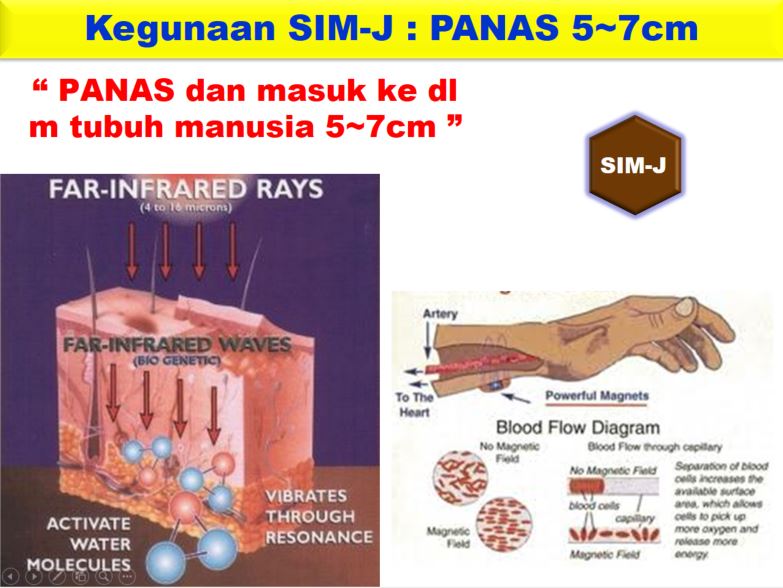 Kegunaan SIM-J : PANAS 5~7cm
“ PANAS dan masuk ke dl
m tubuh manusia 5~7cm ”
SIM-J
FAR-INFRARED RAYS
(4 to 16 microns)
FAR-INFRARED WAVES
(BIO GENETIC)
ACTIVATE
WATER
MOLECULES
VIBRATES
THROUGH
RESONANCE
Artery
To The
Heart
Powerful Magnets
Blood Flow Diagram
No Magnetic
Field
Magnetic
Field
Blood Flow through capillary
No Magnetic Field
blood cells
capillary
Magnetic Field
Separation of blood
cells increases the
available surface
area, which allows
cells to pick up
more oxygen and
release more
energy.